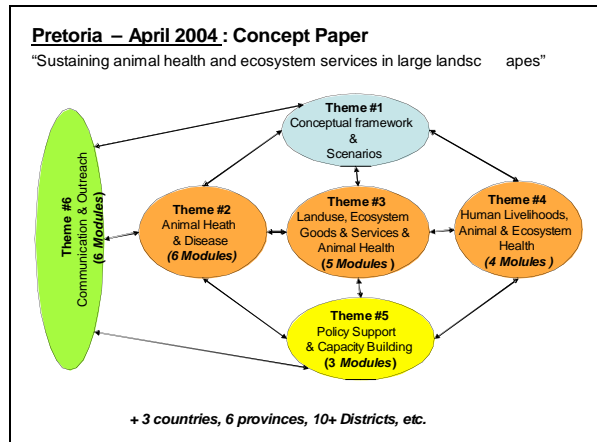 Pretoria – April 2004 : Concept Paper
“Sustaining animal health and ecosystem services in large landsc apes”
Theme #1
Conceptual framework
&
Scenarios
Theme #6
Communication & Outreach
(6 Modules)
Theme #2
Animal Heath
& Disease
(6 Modules)
Theme #3
Landuse, Ecosystem
Goods & Services &
Animal Health
(5 Modules )
Theme #4
Human Livelihoods,
Animal & Ecosystem
Health
(4 Molules )
Theme #5
Policy Support
& Capacity Building
(3 Modules)
+ 3 countries, 6 provinces, 10+ Districts, etc.